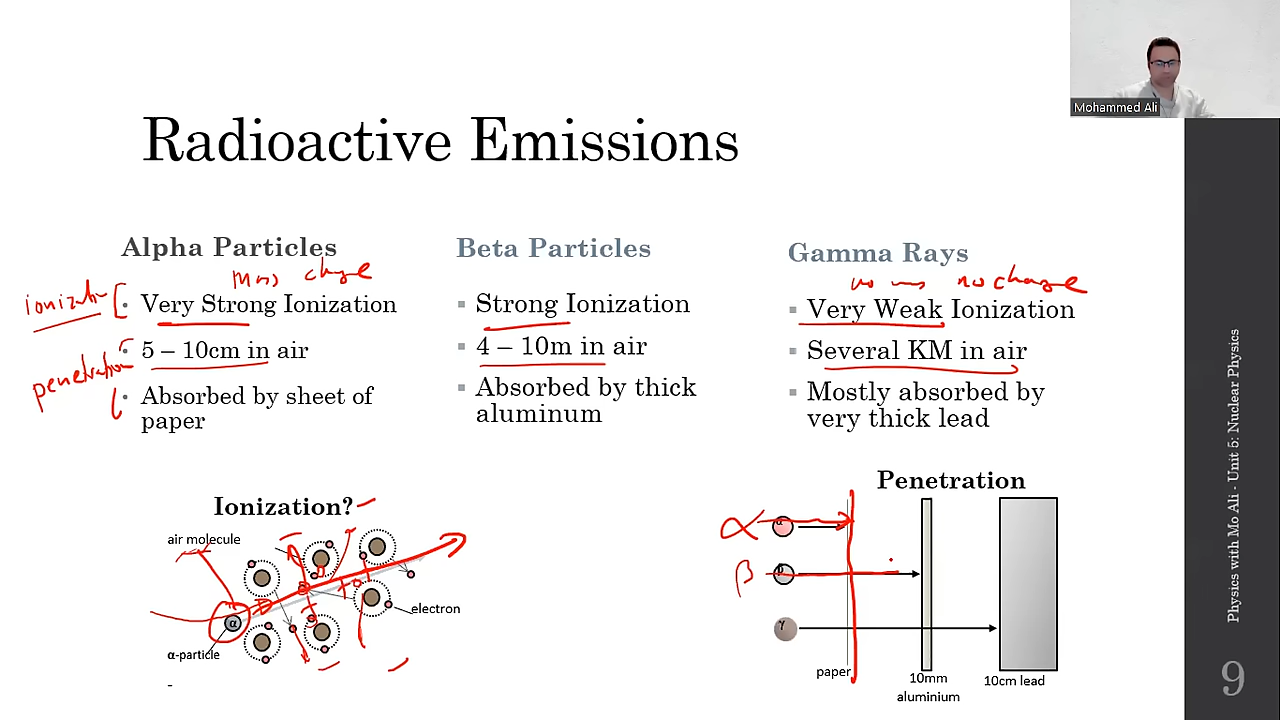 Mohammed Ali
Radioactive Emissions
Alpha Particles
mass charge
ionization
Very Strong Ionization
5 – 10cm in air
penetration
Absorbed by sheet of
paper
Beta Particles
Strong Ionization
4 – 10m in air
Absorbed by thick
aluminum
Gamma Rays
no mass no charge
Very Weak Ionization
Several KM in air
Mostly absorbed by
very thick lead
Ionization?
air molecule
α
electron
α-particle
Penetration
α
β
γ
paper
10mm
aluminium
10cm lead
Physics with Mo Ali - Unit 5: Nuclear Physics
9